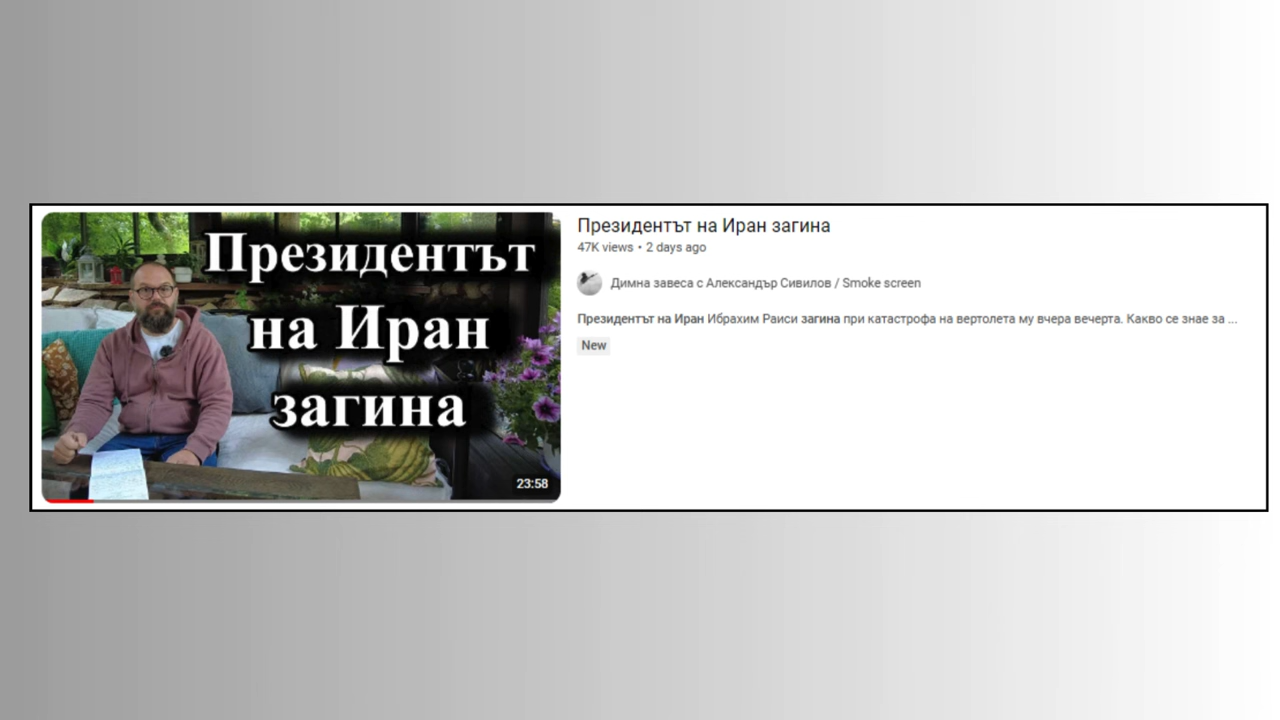 Президентът
на Иран
загина
23:58
Президентът на Иран загина
47K views • 2 days ago
Димна завеса с Александър Сивилов / Smoke screen
Президентът на Иран Ибрахим Раиси загина при катастрофа на вертолета му вчера вечерта. Какво се знае за ...
New